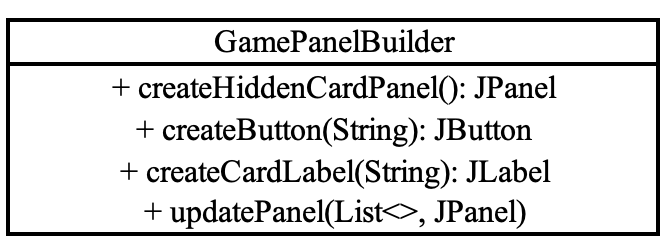 GamePanelBuilder
+ createHiddenCardPanel(): JPanel
+ createButton(String): JButton
+ createCardLabel(String): JLabel
+ updatePanel(List<>, JPanel)